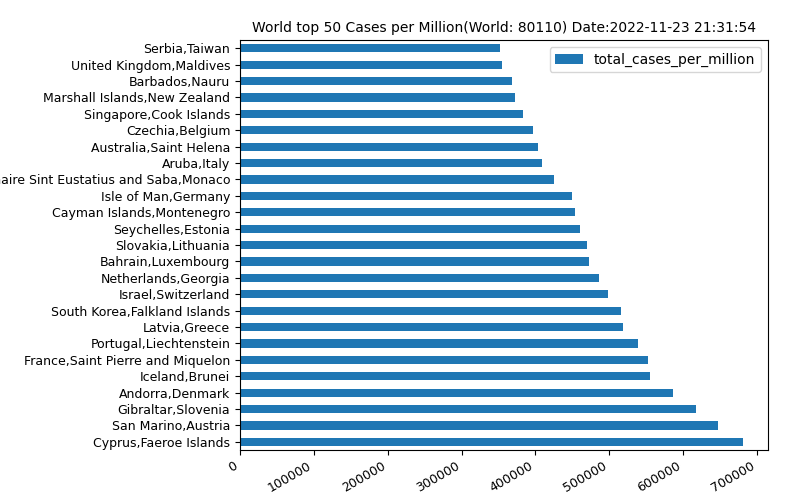 World top 50 Cases per Million(World: 80110) Date:2022-11-23 21:31:54
total_cases_per_million
Serbia,Taiwan
United Kingdom,Maldives
Barbados,Nauru
Marshall Islands,New Zealand
Singapore,Cook Islands
Czechia,Belgium
Australia,Saint Helena
Aruba,Italy
Sint Eustatius and Saba,Monaco
Isle of Man,Germany
Cayman Islands,Montenegro
Seychelles,Estonia
Slovakia,Lithuania
Bahrain,Luxembourg
Netherlands,Georgia
Israel,Switzerland
South Korea,Falkland Islands
Latvia,Greece
Portugal,Liechtenstein
France,Saint Pierre and Miquelon
Iceland,Brunei
Andorra,Denmark
Gibraltar,Slovenia
San Marino,Austria
Cyprus,Faeroe Islands
0 100000 200000 300000 400000 500000 600000 700000